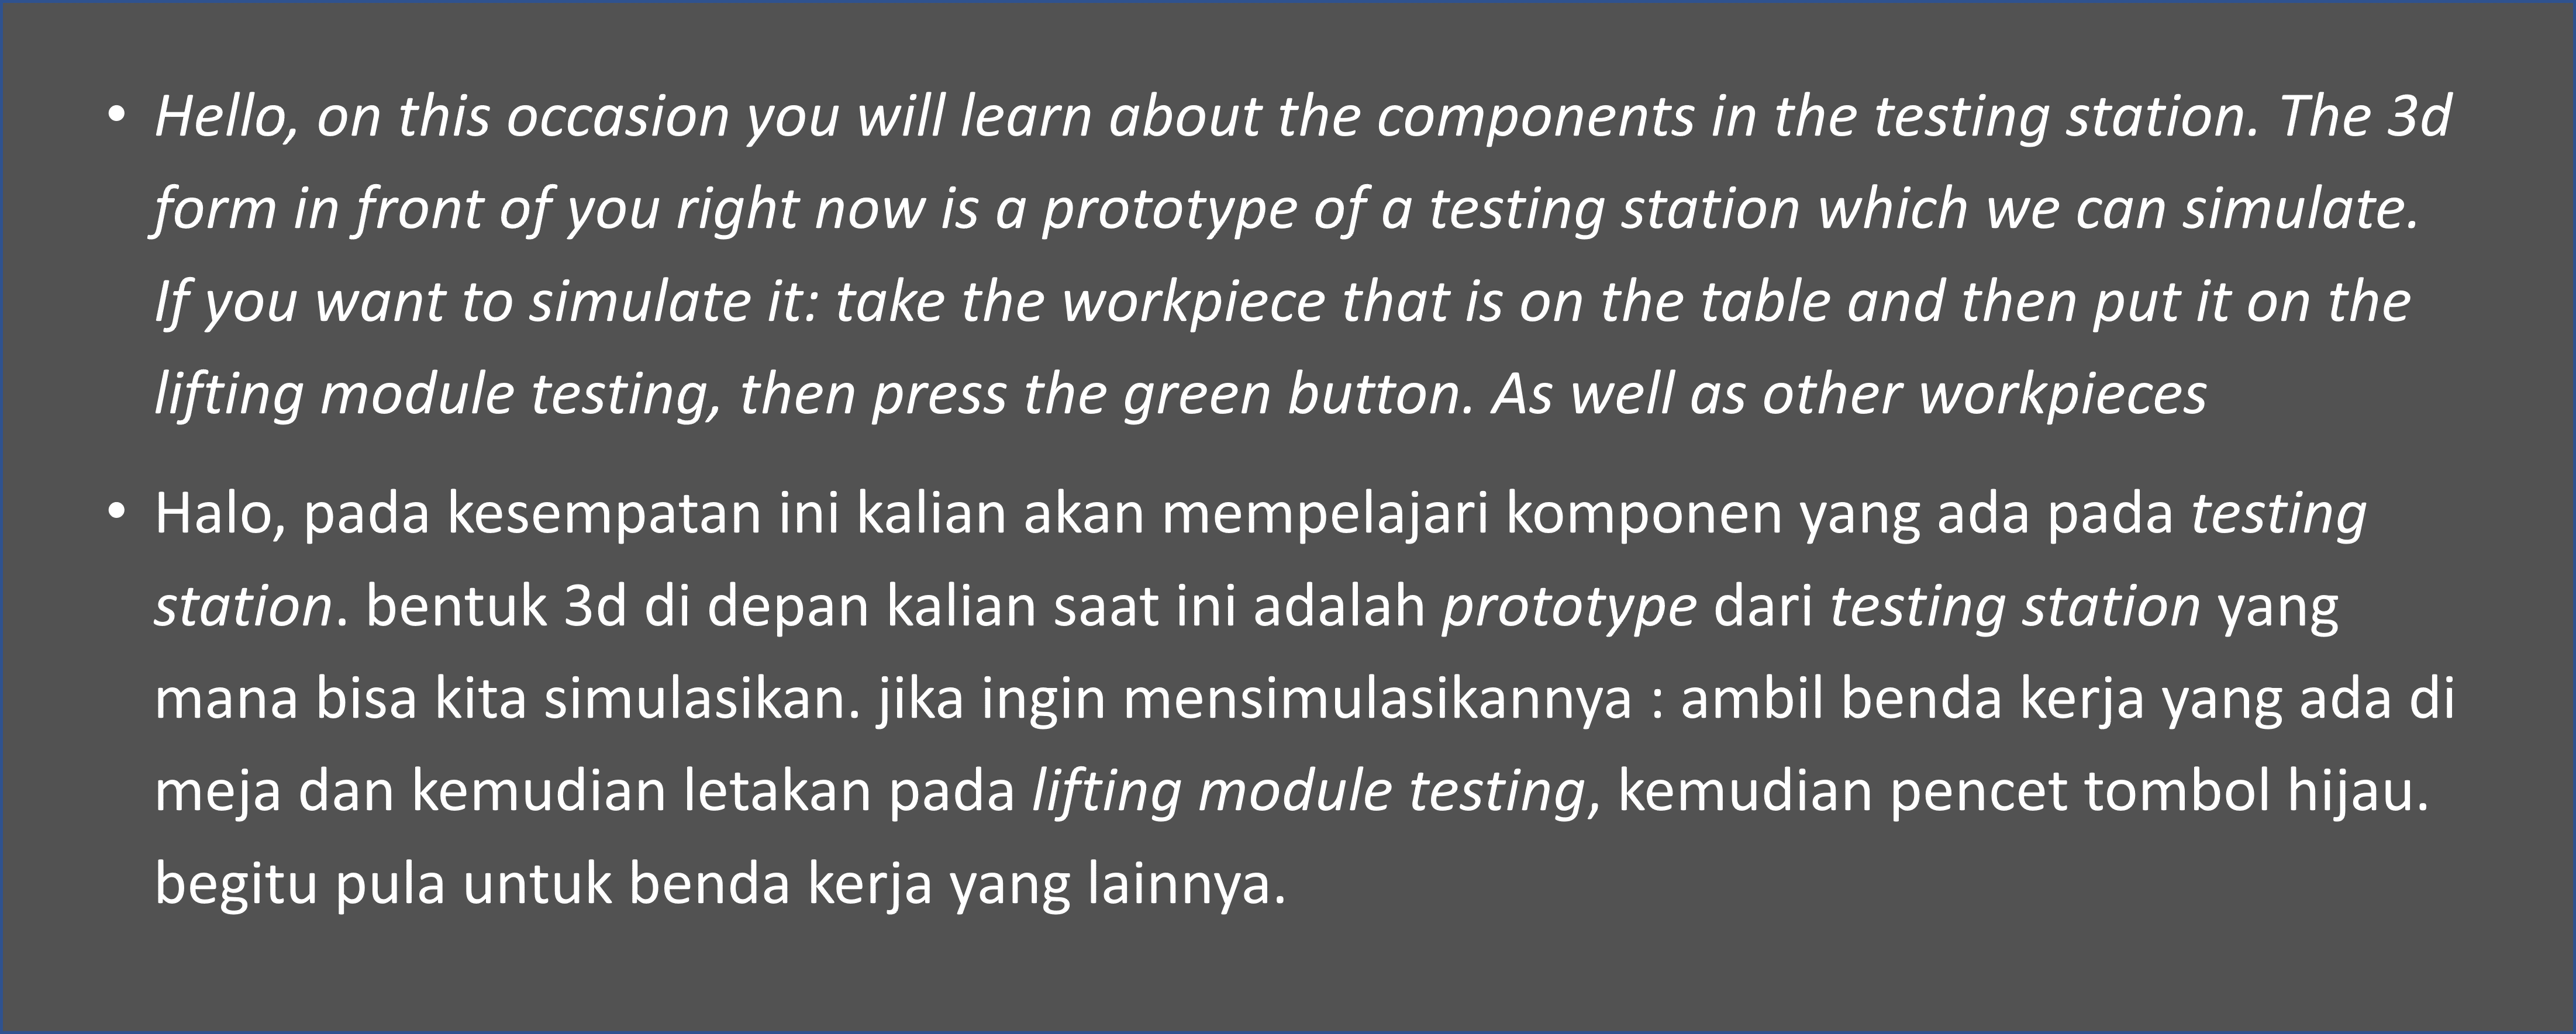 • Hello, on this occasion you will learn about the components in the testing station. The 3d
form in front of you right now is a prototype of a testing station which we can simulate.
If you want to simulate it: take the workpiece that is on the table and then put it on the
lifting module testing, then press the green button. As well as other workpieces
• Halo, pada kesempatan ini kalian akan mempelajari komponen yang ada pada testing
station. bentuk 3d di depan kalian saat ini adalah prototype dari testing station yang
mana bisa kita simulasikan. jika ingin mensimulasikannya : ambil benda kerja yang ada di
meja dan kemudian letakan pada lifting module testing, kemudian pencet tombol hijau.
begitu pula untuk benda kerja yang lainnya.